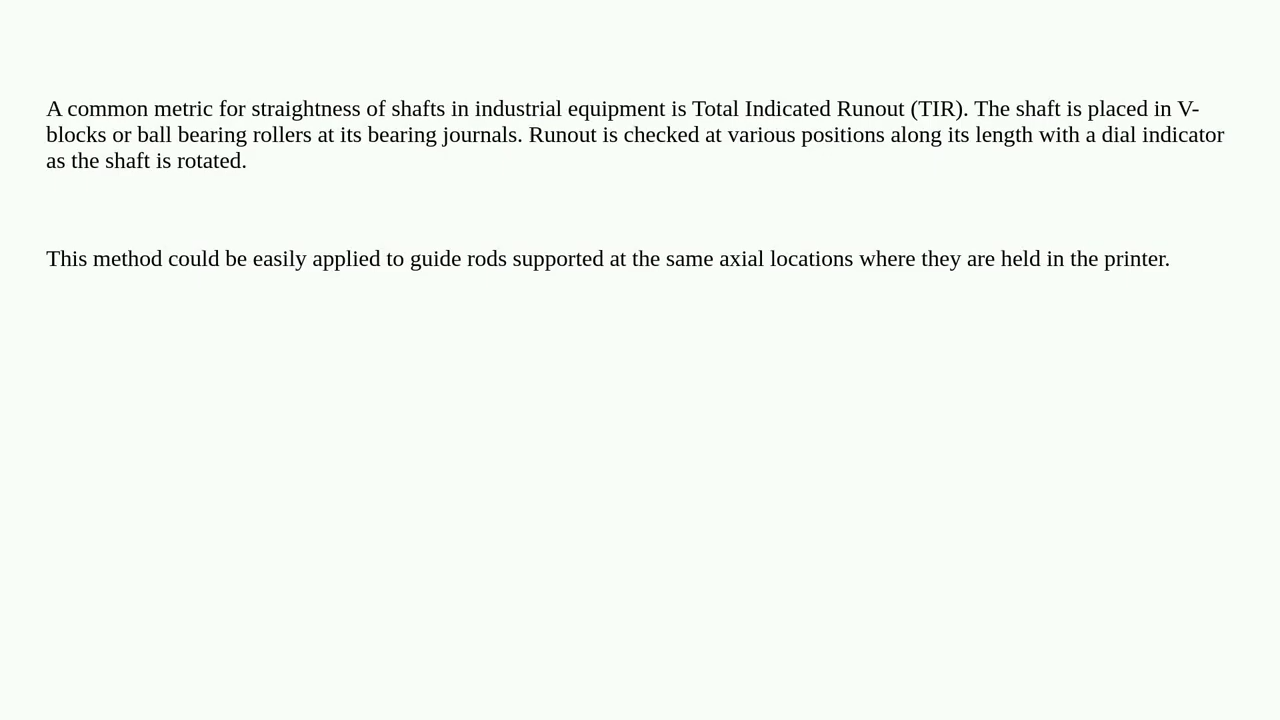 A common metric for straightness of shafts in industrial equipment is Total Indicated Runout (TIR). The shaft is placed in V-
blocks or ball bearing rollers at its bearing journals. Runout is checked at various positions along its length with a dial indicator
as the shaft is rotated.
This method could be easily applied to guide rods supported at the same axial locations where they are held in the printer.